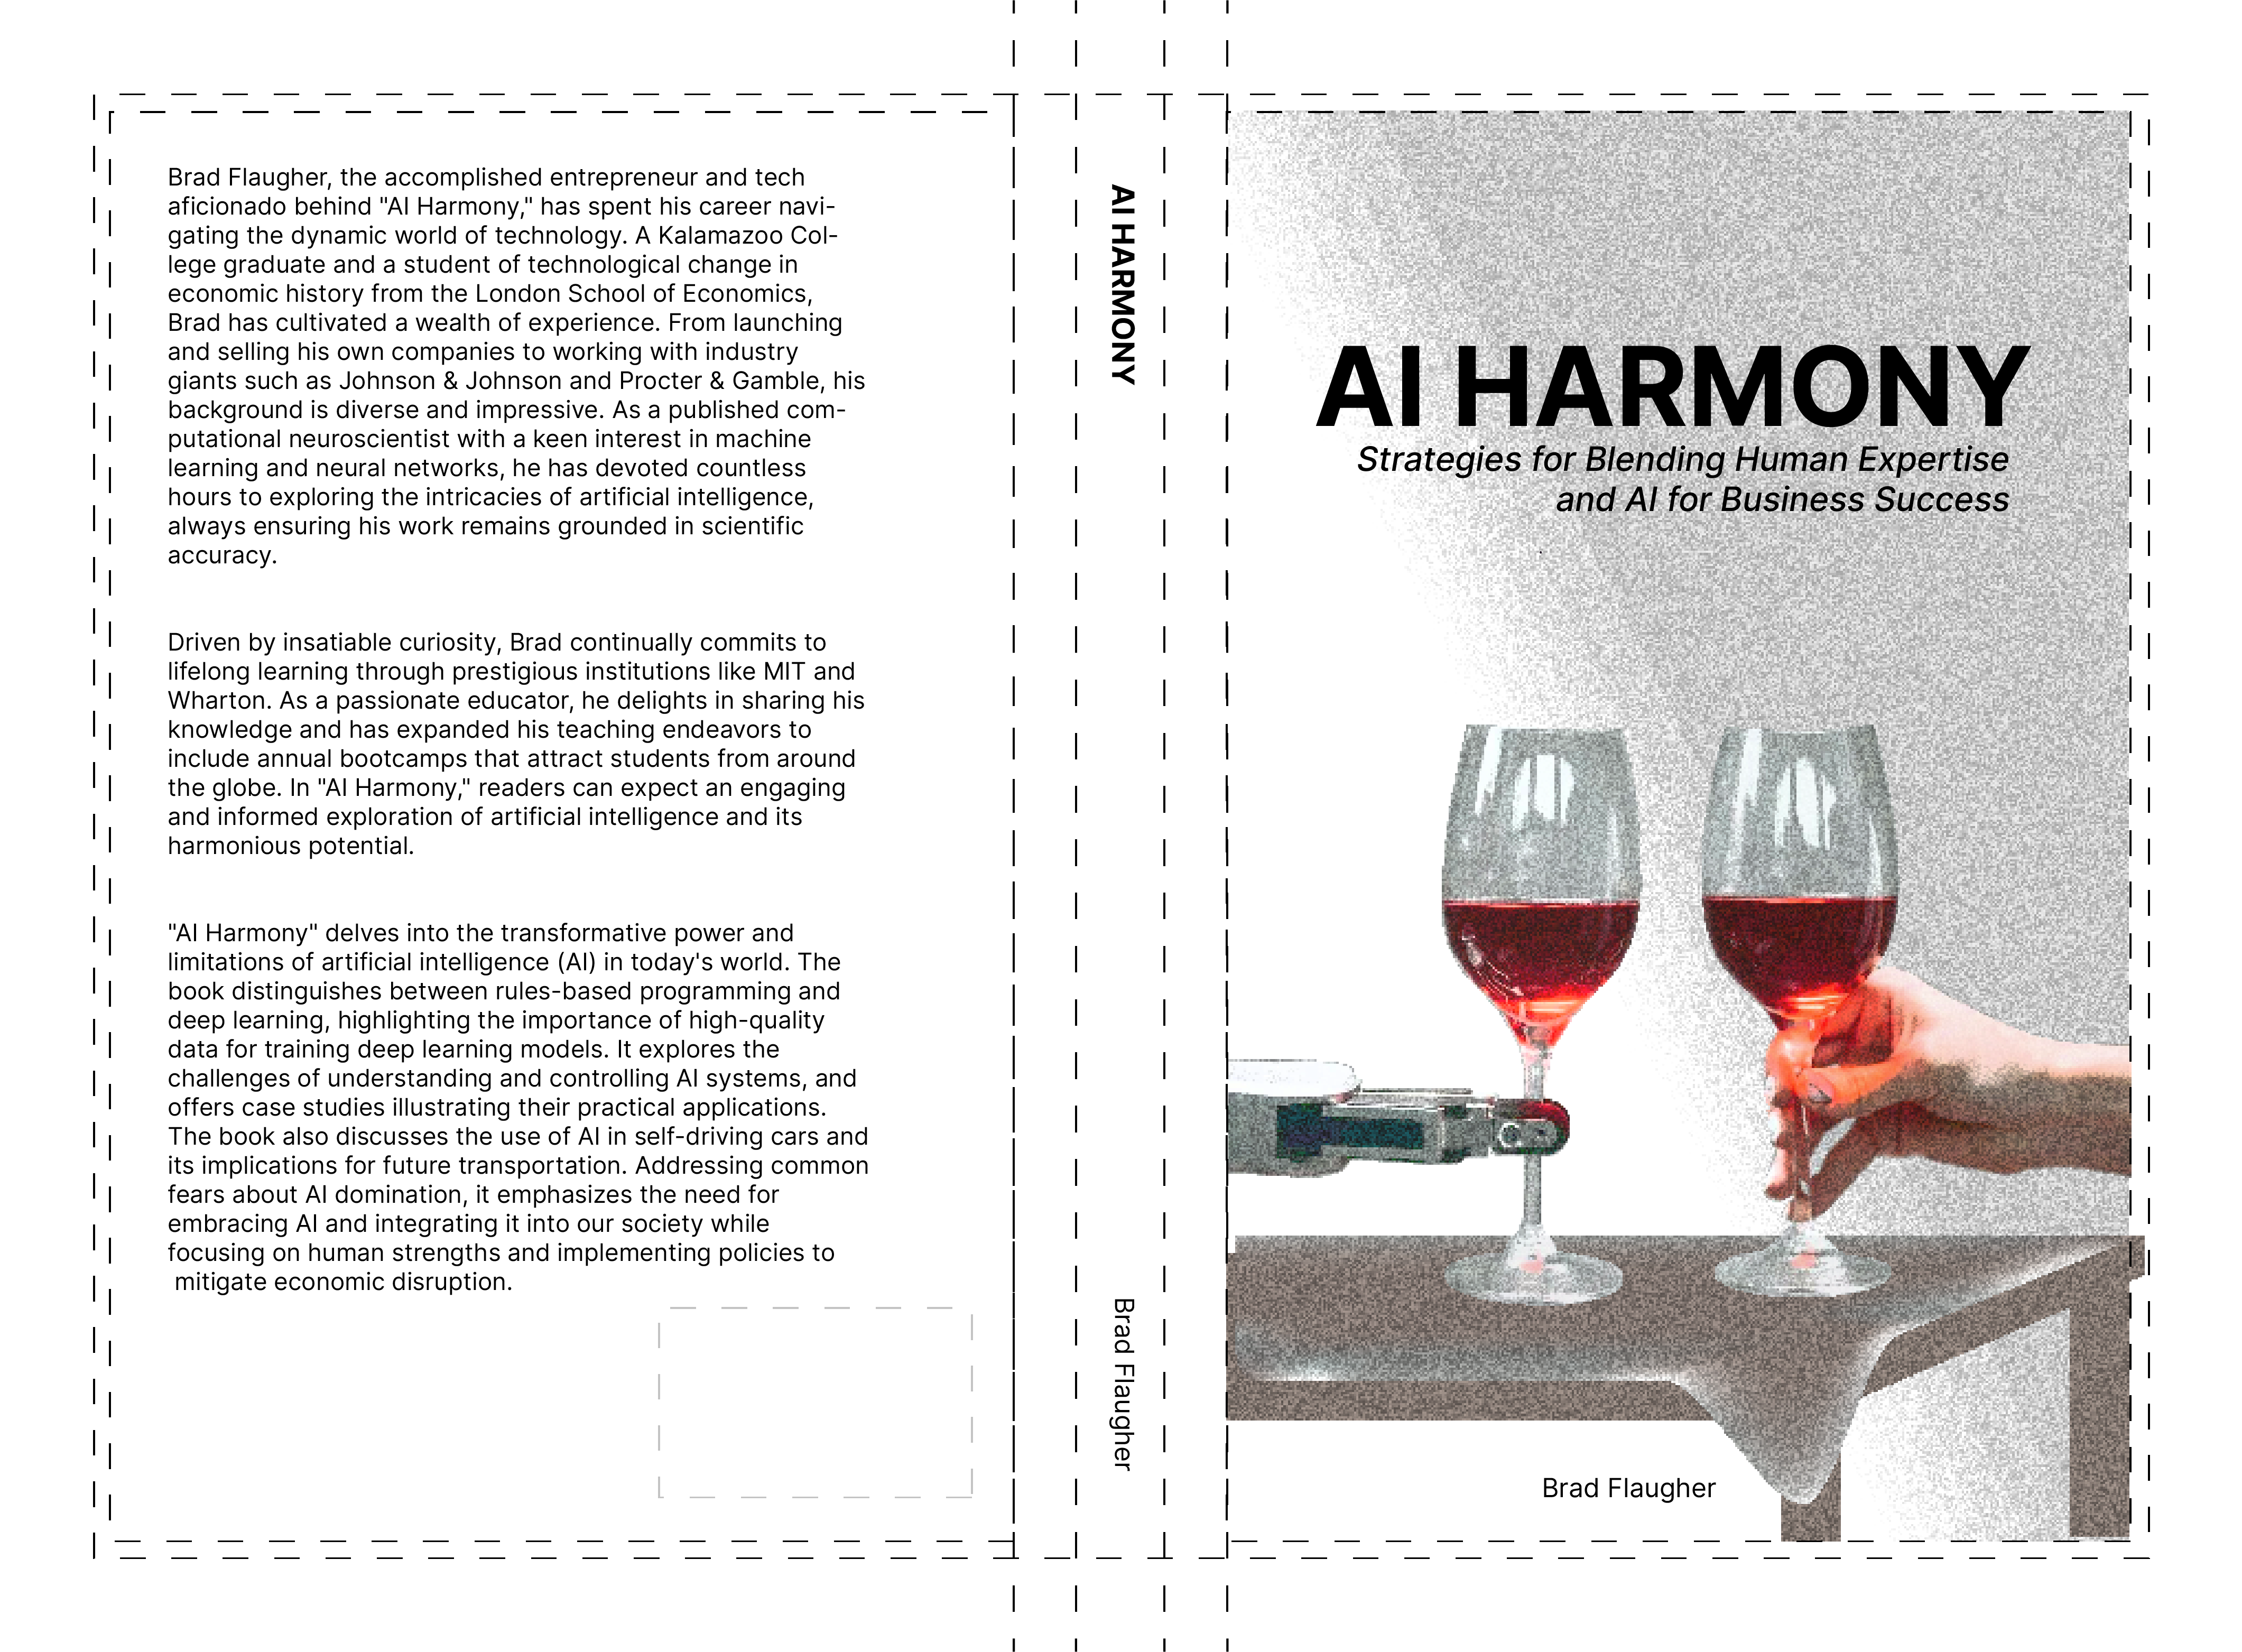 Brad Flaugher, the accomplished entrepreneur and tech
aficionado behind "AI Harmony," has spent his career navi-
gating the dynamic world of technology. A Kalamazoo Col-
lege graduate and a student of technological change in
economic history from the London School of Economics,
Brad has cultivated a wealth of experience. From launching
and selling his own companies to working with industry
giants such as Johnson & Johnson and Procter & Gamble, his
background is diverse and impressive. As a published com-
putational neuroscientist with a keen interest in machine
learning and neural networks, he has devoted countless
hours to exploring the intricacies of artificial intelligence,
always ensuring his work remains grounded in scientific
accuracy.
Driven by insatiable curiosity, Brad continually commits to
lifelong learning through prestigious institutions like MIT and
Wharton. As a passionate educator, he delights in sharing his
knowledge and has expanded his teaching endeavors to
include annual bootcamps that attract students from around
the globe. In "AI Harmony," readers can expect an engaging
and informed exploration of artificial intelligence and its
harmonious potential.
"AI Harmony" delves into the transformative power and
limitations of artificial intelligence (AI) in today's world. The
book distinguishes between rules-based programming and
deep learning, highlighting the importance of high-quality
data for training deep learning models. It explores the
challenges of understanding and controlling AI systems, and
offers case studies illustrating their practical applications.
The book also discusses the use of AI in self-driving cars and
its implications for future transportation. Addressing common
fears about AI domination, it emphasizes the need for
embracing AI and integrating it into our society while
focusing on human strengths and implementing policies to
mitigate economic disruption.
AI HARMONY
Brad Flaugher
AI HARMONY
Strategies for Blending Human Expertise
and AI for Business Success
Brad Flaugher